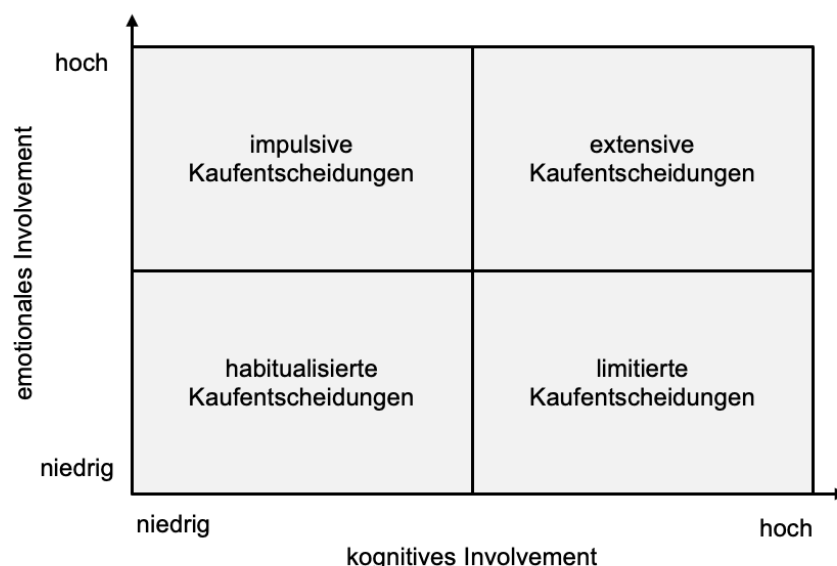 hoch
impulsive
Kaufentscheidungen
extensive
Kaufentscheidungen
emotionales Involvement
habitualisierte
Kaufentscheidungen
limitierte
Kaufentscheidungen
niedrig
niedrig
hoch
kognitives Involvement